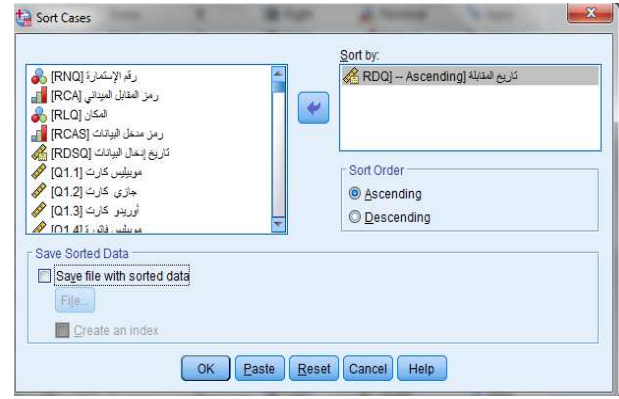 Sort Cases
Sort by:
رقم الإستمارة [RNQ]
رمز المقابل الميداني [RCA]
المكان [RLQ]
رمز مدخل البيانات [RCAS]
تاريخ إدخال البيانات [RDSQ]
موبيليس كارت [Q1.1]
جازي كارت [Q1.2]
أوريدو كارت [Q1.3]
[Q1.4]
تاريخ المقابلة [RDQ] -- Ascending
Sort Order
Ascending
Descending
Save Sorted Data
Save file with sorted data
File...
Create an index
OK
Paste
Reset
Cancel
Help